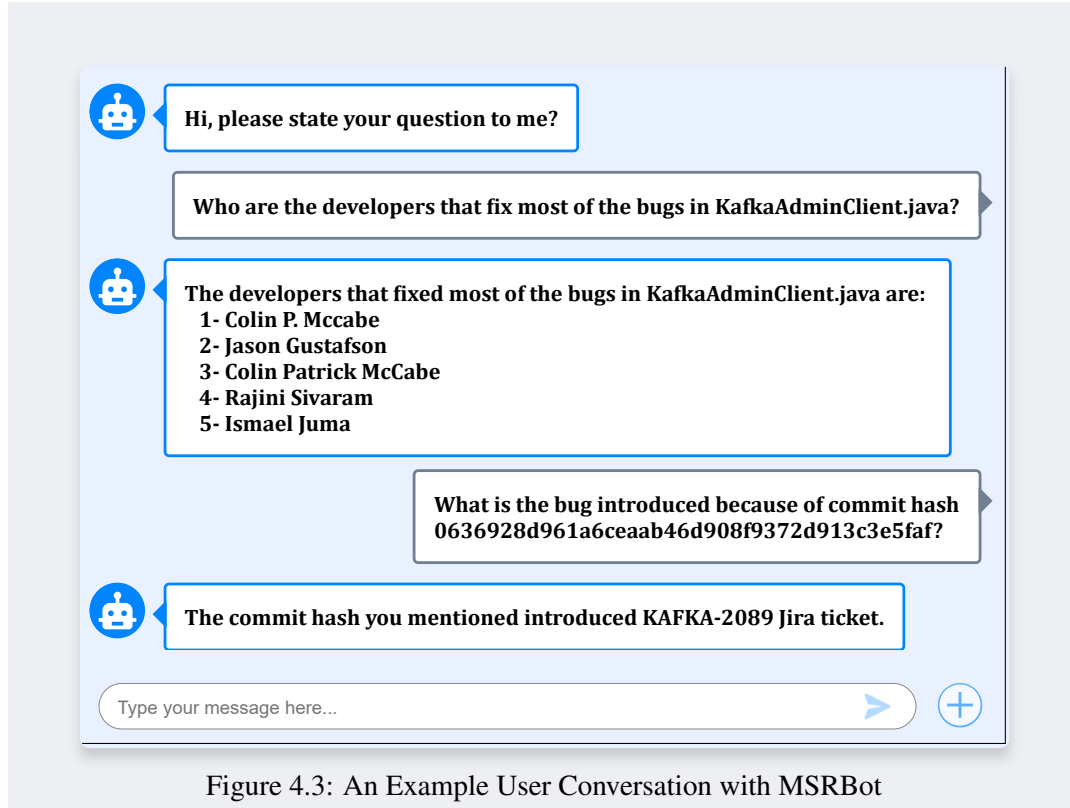 Hi, please state your question to me?
Who are the developers that fix most of the bugs in KafkaAdminClient.java?
The developers that fixed most of the bugs in KafkaAdminClient.java are:
1- Colin P. Mccabe
2- Jason Gustafson
3- Colin Patrick McCabe
4- Rajini Sivaram
5- Ismael Juma
What is the bug introduced because of commit hash
0636928d961a6ceaab46d908f9372d913c3e5faf?
The commit hash you mentioned introduced KAFKA-2089 Jira ticket.
Type your message here...
Figure 4.3: An Example User Conversation with MSRBot